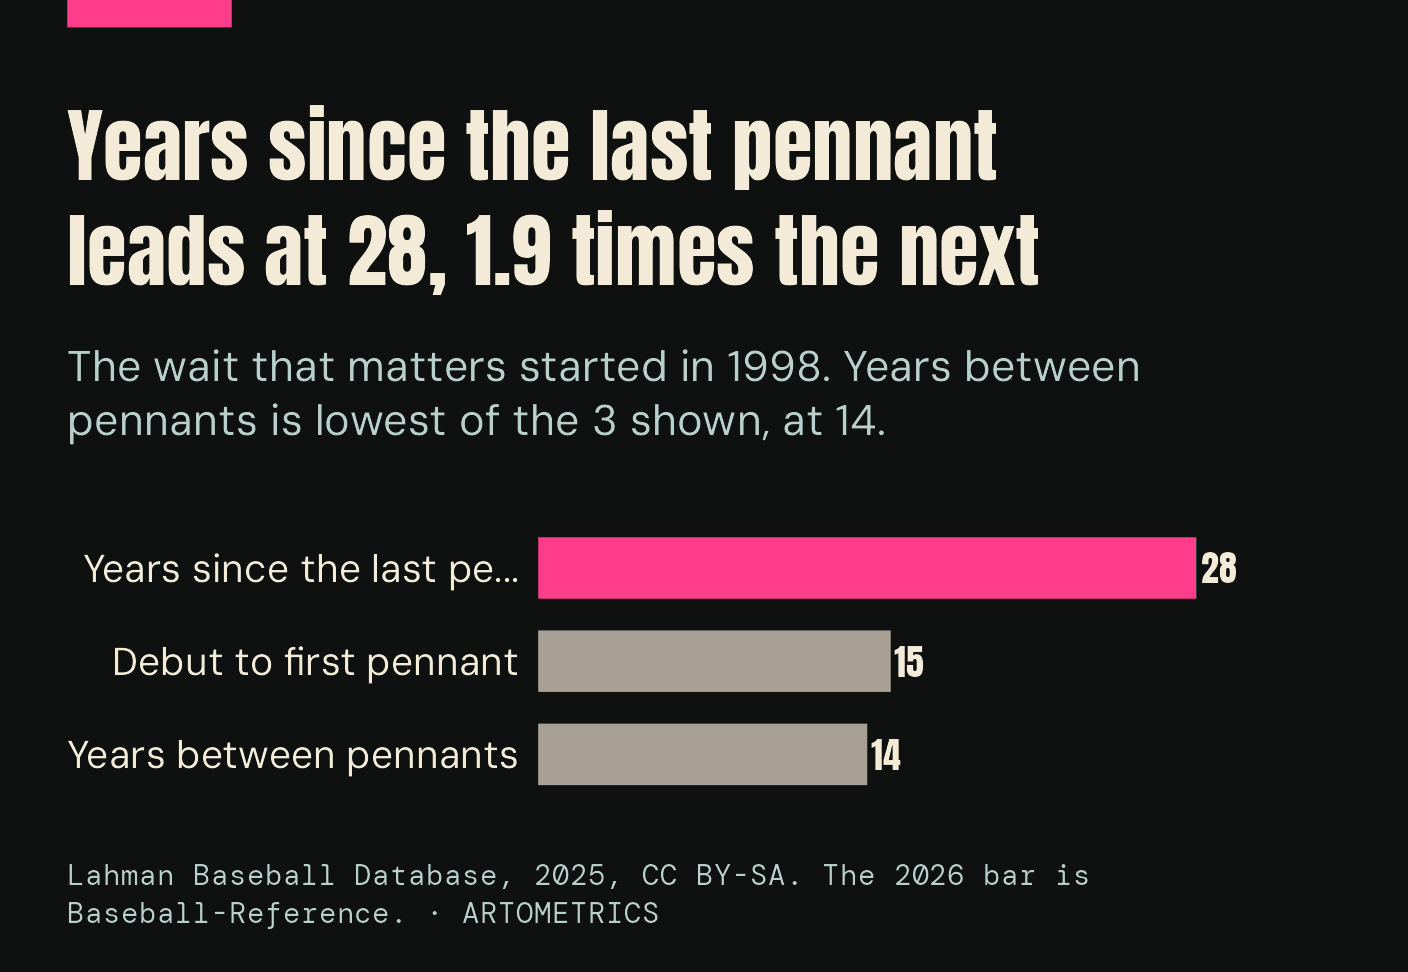 Years since the last pennant
leads at 28, 1.9 times the next
The wait that matters started in 1998. Years between
pennants is lowest of the 3 shown, at 14.
Years since the last pe... 28
Debut to first pennant 15
Years between pennants 14
Lahman Baseball Database, 2025, CC BY-SA. The 2026 bar is
Baseball-Reference. · ARTOMETRICS